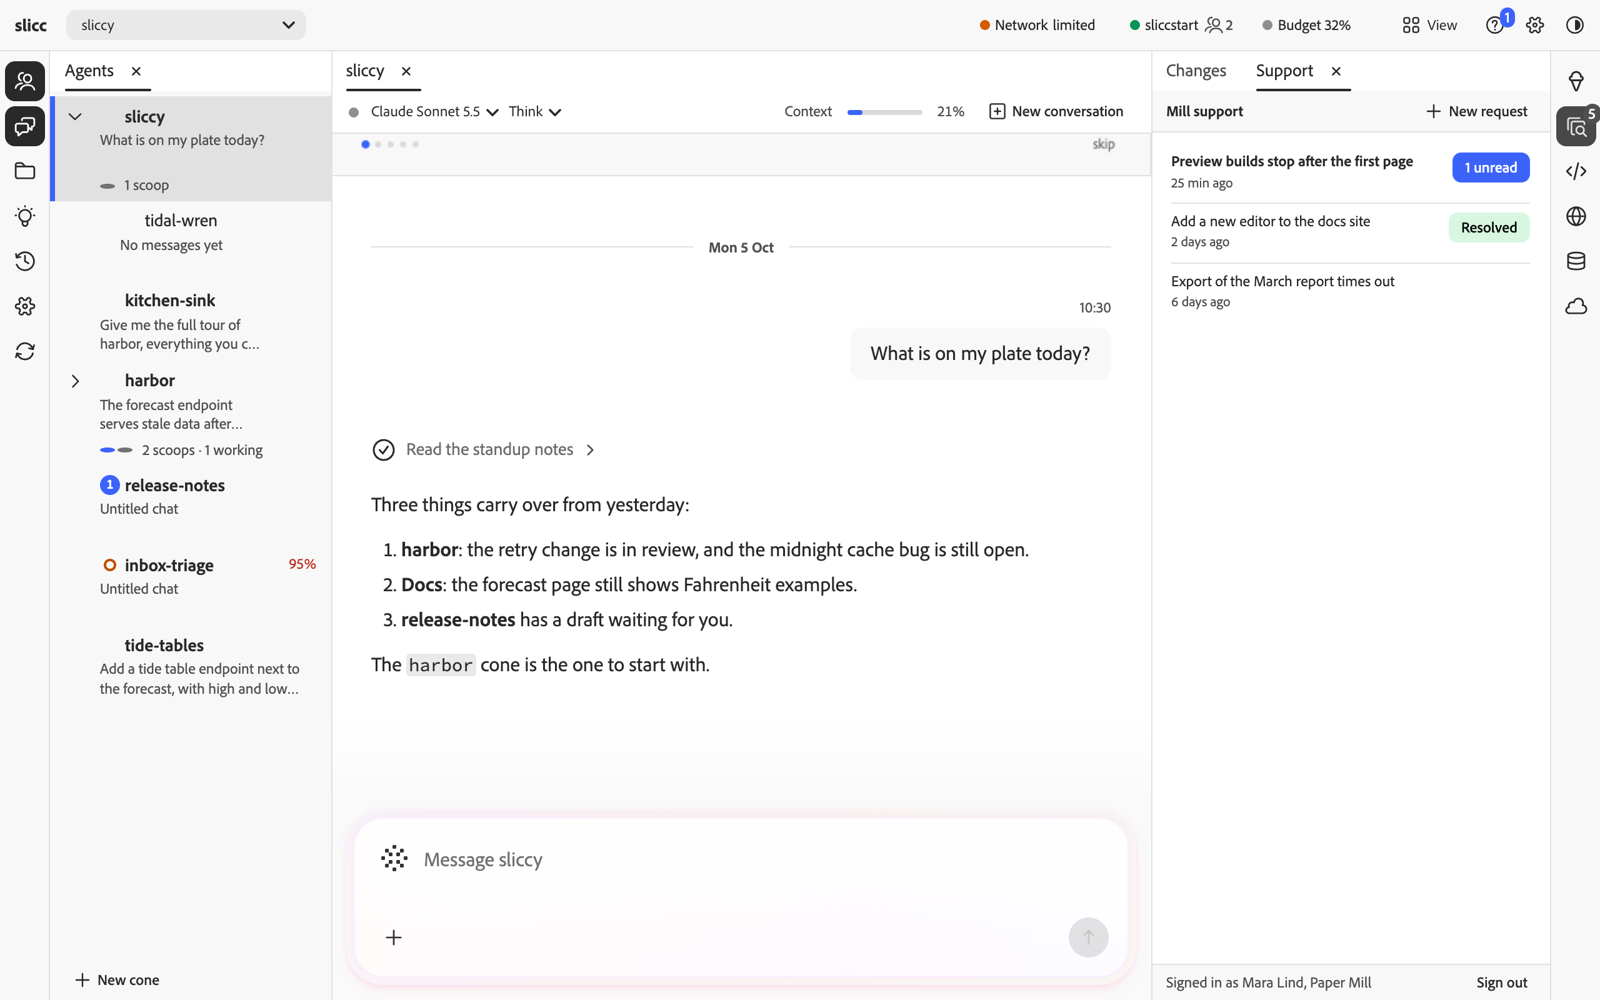 slicc
sliccy
Network limited
sliccstart
2
Budget 32%
View
1
Agents
sliccy
What is on my plate today?
1 scoop
tidal-wren
No messages yet
kitchen-sink
Give me the full tour of
harbor, everything you c...
harbor
The forecast endpoint
serves stale data after...
2 scoops · 1 working
1
release-notes
Untitled chat
inbox-triage
95%
Untitled chat
tide-tables
Add a tide table endpoint next to
the forecast, with high and low...
New cone
sliccy
Claude Sonnet 5.5
Think
Context
21%
New conversation
skip
Mon 5 Oct
10:30
What is on my plate today?
Read the standup notes
Three things carry over from yesterday:
1. harbor: the retry change is in review, and the midnight cache bug is still open.
2. Docs: the forecast page still shows Fahrenheit examples.
3. release-notes has a draft waiting for you.
The harbor cone is the one to start with.
Message sliccy
Changes
Support
Mill support
New request
Preview builds stop after the first page
25 min ago
1 unread
Add a new editor to the docs site
2 days ago
Resolved
Export of the March report times out
6 days ago
Signed in as Mara Lind, Paper Mill
Sign out
5